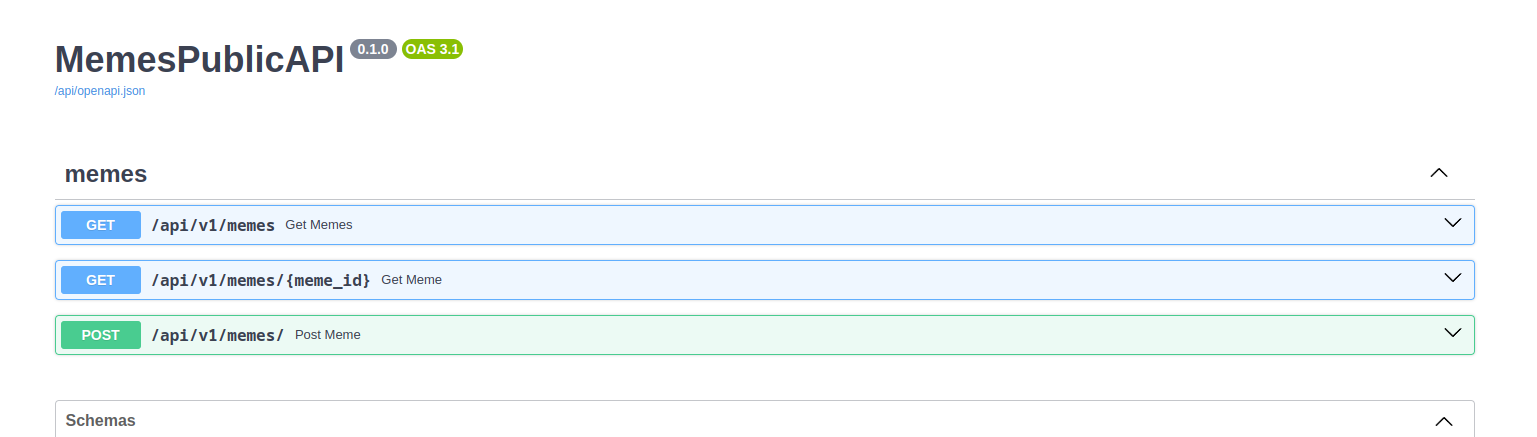 MemesPublicAPI 0.1.0 OAS 3.1
/api/openapi.json
memes
GET /api/v1/memes Get Memes
GET /api/v1/memes/{meme_id} Get Meme
POST /api/v1/memes/ Post Meme
Schemas